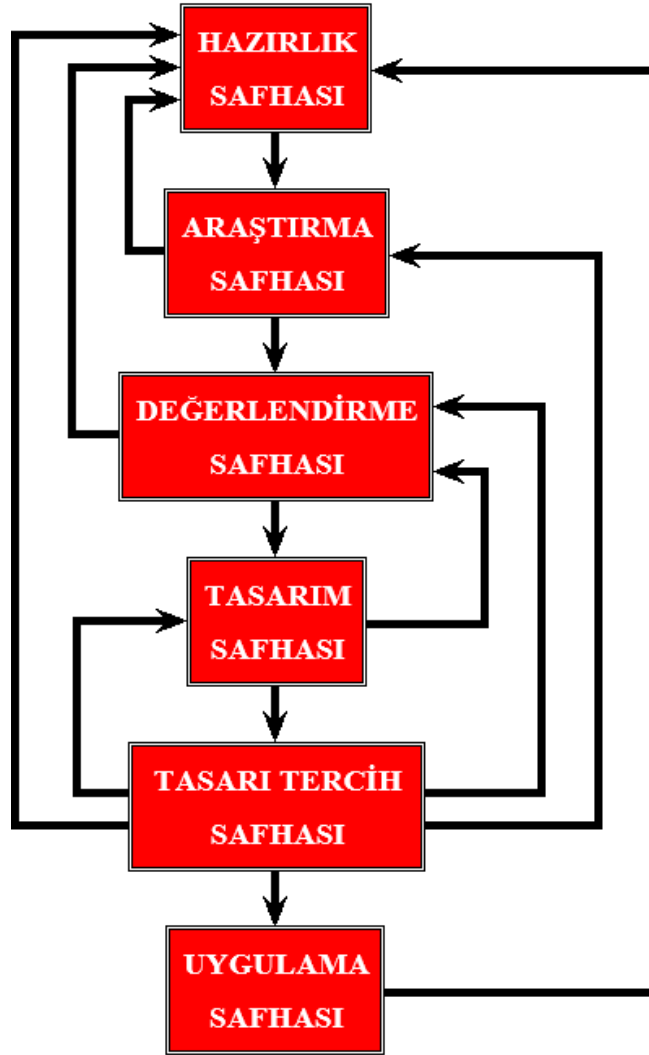 HAZIRLIK
SAFHASI
ARAŞTIRMA
SAFHASI
DEĞERLENDİRME
SAFHASI
TASARIM
SAFHASI
TASARI TERCİH
SAFHASI
UYGULAMA
SAFHASI